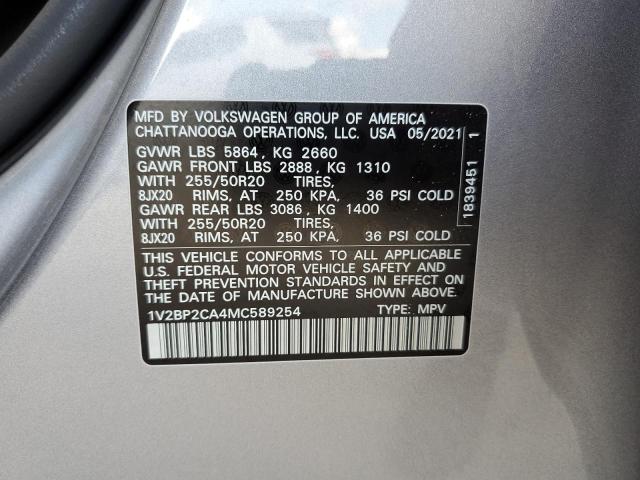 MFD BY VOLKSWAGEN GROUP OF AMERICA
CHATTANOOGA OPERATIONS, LLC. USA 05/2021
GVWR LBS 5864, KG 2660
GAWR FRONT LBS 2888, KG 1310
WITH 255/50R20 TIRES,
8JX20 RIMS, AT 250 KPA, 36 PSI COLD
GAWR REAR LBS 3086, KG 1400
WITH 255/50R20 TIRES,
8JX20 RIMS, AT 250 KPA, 36 PSI COLD
THIS VEHICLE CONFORMS TO ALL APPLICABLE
U.S. FEDERAL MOTOR VEHICLE SAFETY AND
THEFT PREVENTION STANDARDS IN EFFECT ON
THE DATE OF MANUFACTURE SHOWN ABOVE.
1V2BP2CA4MC589254 TYPE: MPV
1839451 1